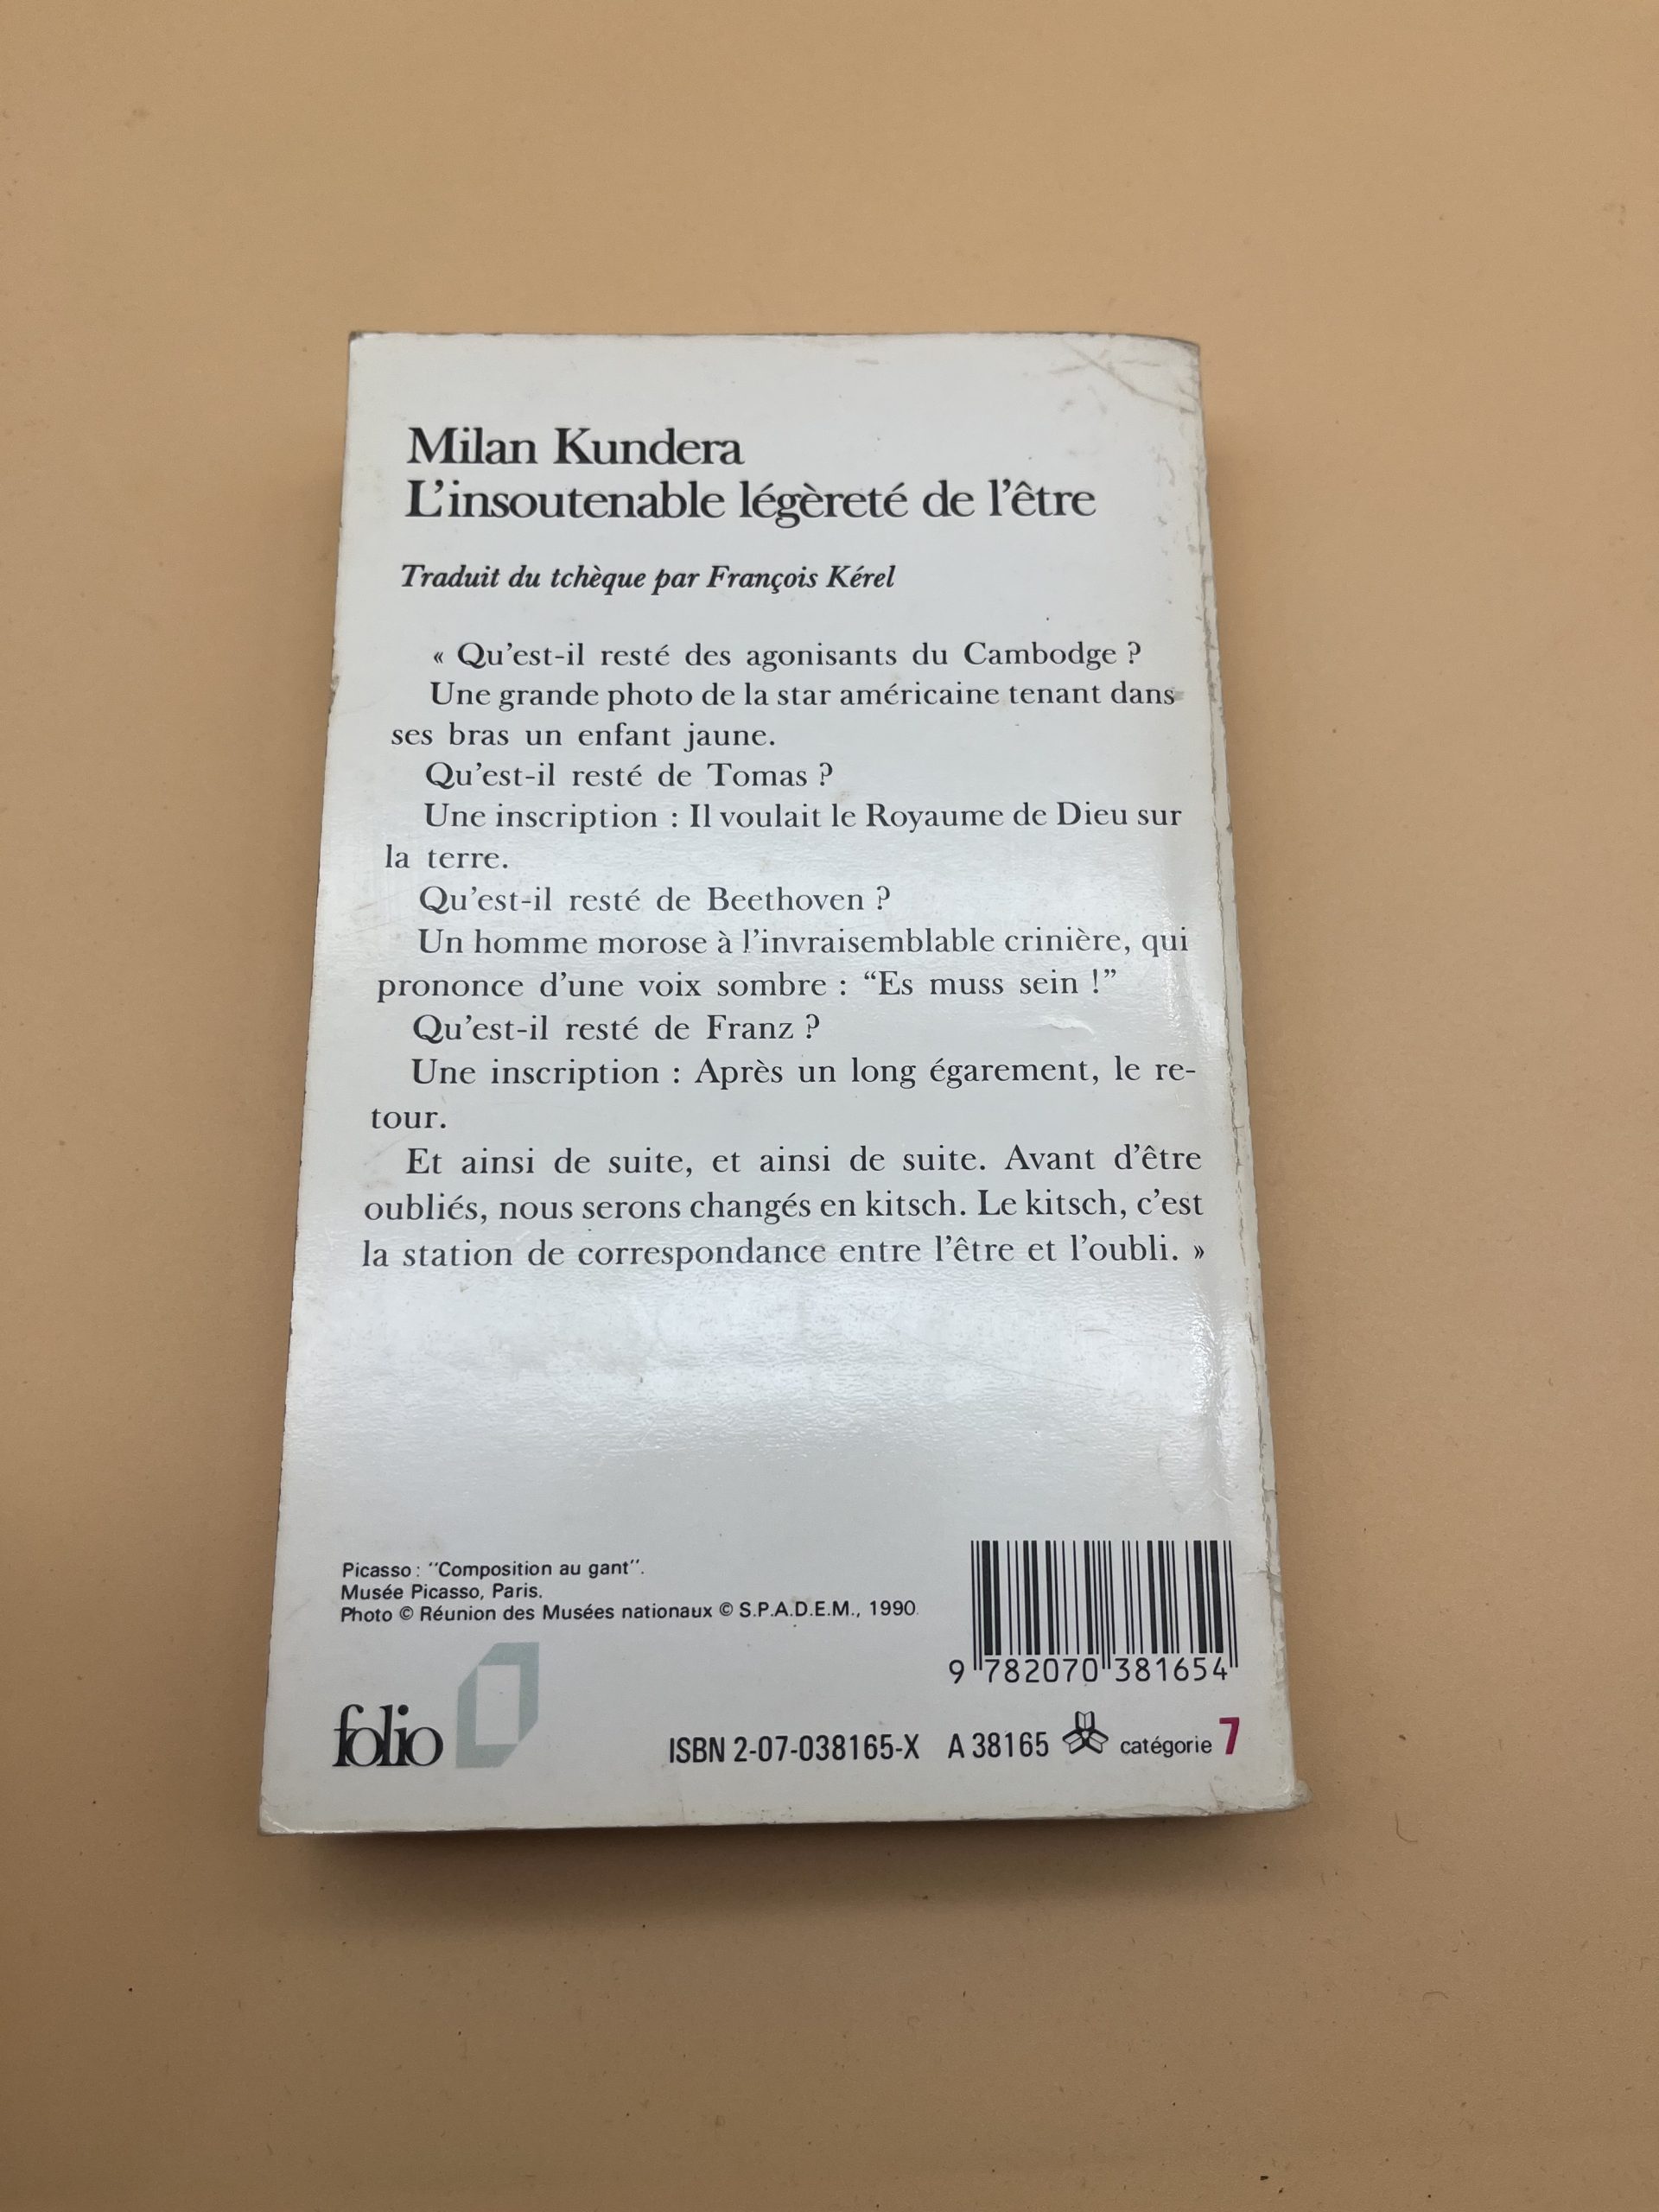 Milan Kundera
L'insoutenable légèreté de l'être
Traduit du tchèque par François Kérel
« Qu'est-il resté des agonisants du Cambodge ?
Une grande photo de la star américaine tenant dans
ses bras un enfant jaune.
Qu'est-il resté de Tomas ?
Une inscription : Il voulait le Royaume de Dieu sur
la terre.
Qu'est-il resté de Beethoven ?
Un homme morose à l'invraisemblable crinière, qui
prononce d'une voix sombre : “Es muss sein !”
Qu'est-il resté de Franz ?
Une inscription : Après un long égarement, le re-
tour.
Et ainsi de suite, et ainsi de suite. Avant d'être
oubliés, nous serons changés en kitsch. Le kitsch, c'est
la station de correspondance entre l'être et l'oubli. »
Picasso : ''Composition au gant''.
Musée Picasso, Paris.
Photo © Réunion des Musées nationaux © S.P.A.D.E.M., 1990.
9 782070 381654
folio
ISBN 2-07-038165-X A 38165 catégorie 7